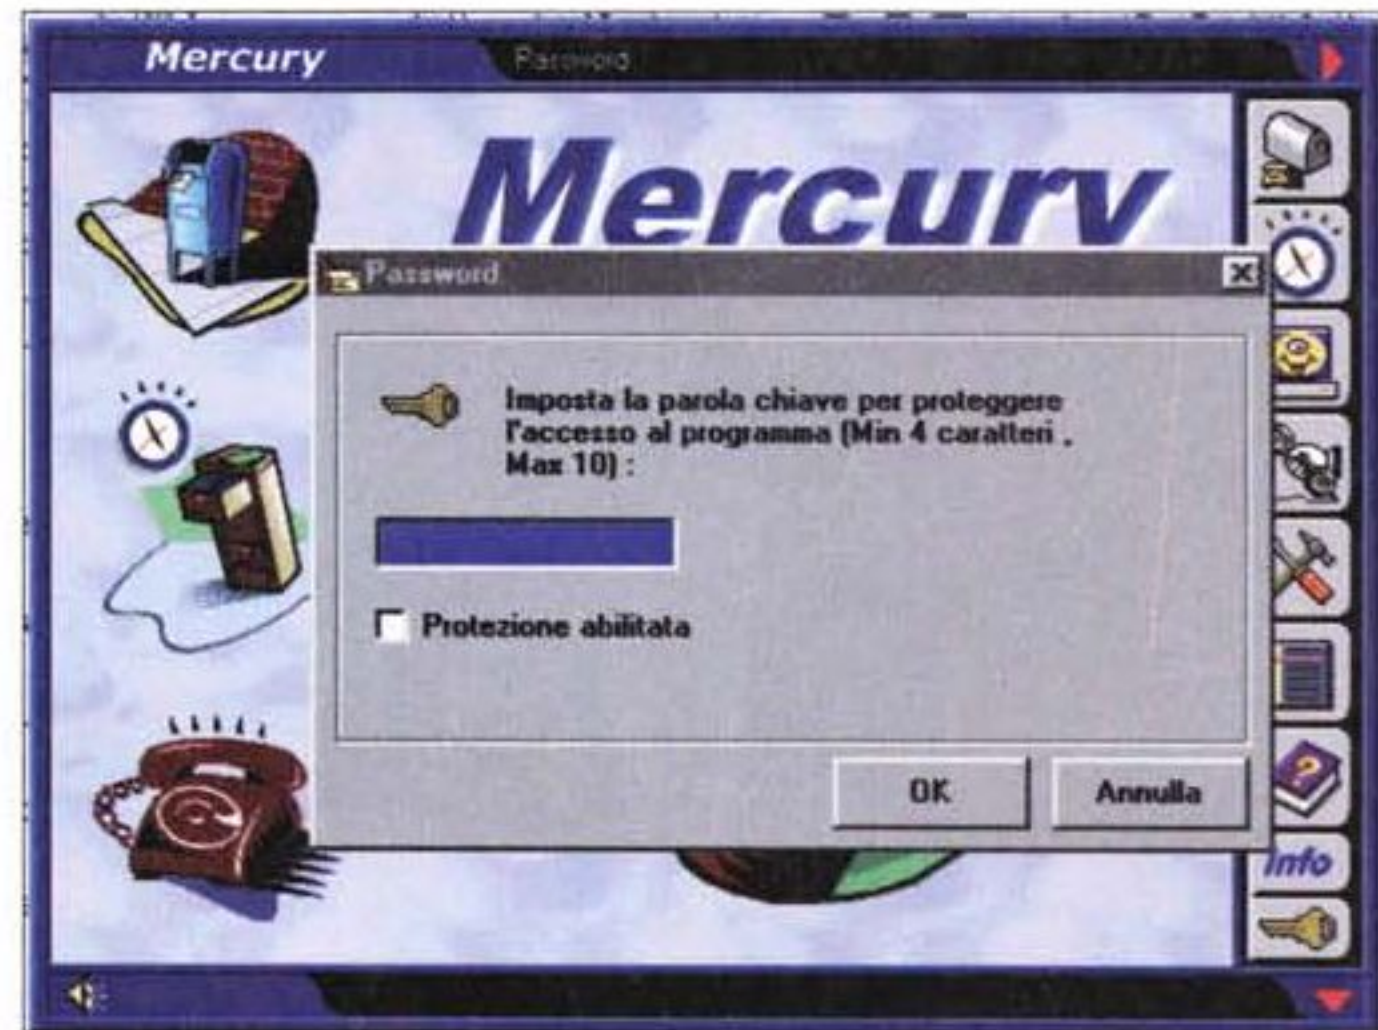 Mercury
Password
Mercury
Password
Imposta la parola chiave per proteggere
l'accesso al programma (Min 4 caratteri ,
Max 10) :
Protezione abilitata
OK
Annulla
Info